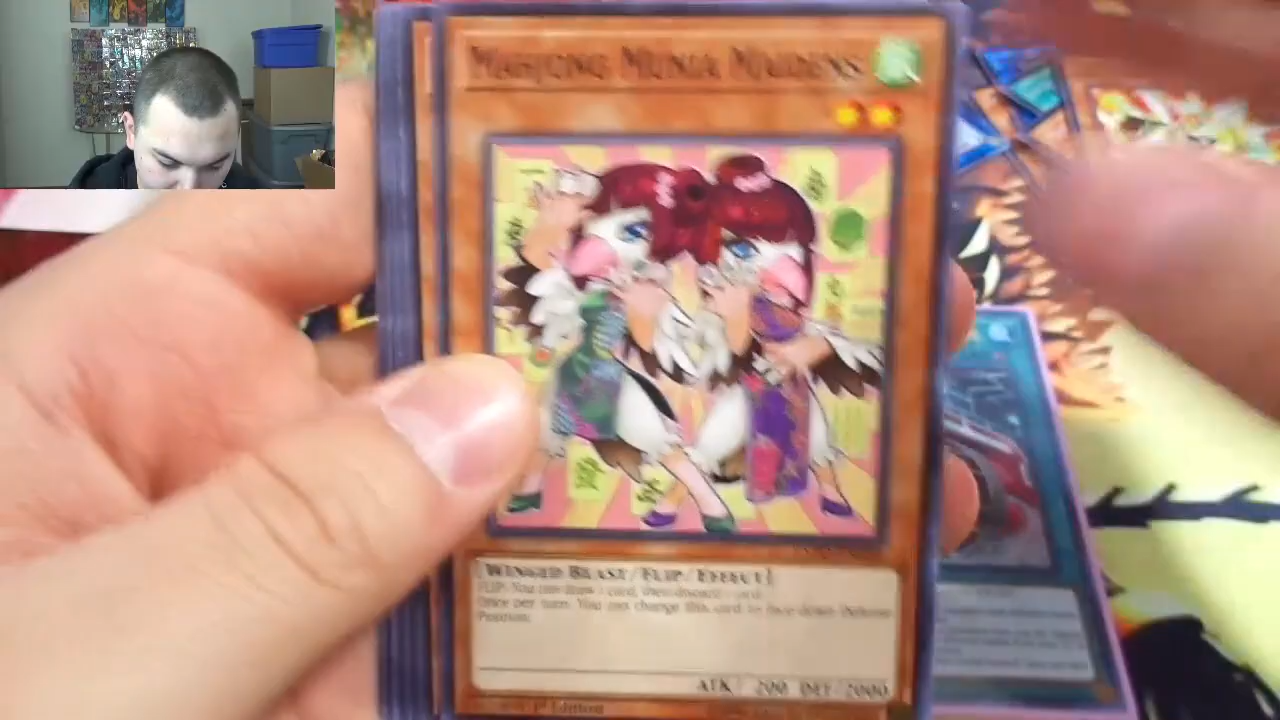 Mahjong Munia Maidens
[Winged Beast/Flip/Effect]
FLIP: You can draw 1 card, then discard 1 card.
Once per turn: You can change this card to face-down Defense
Position.
ATK/ 200 DEF/2000
1st Edition